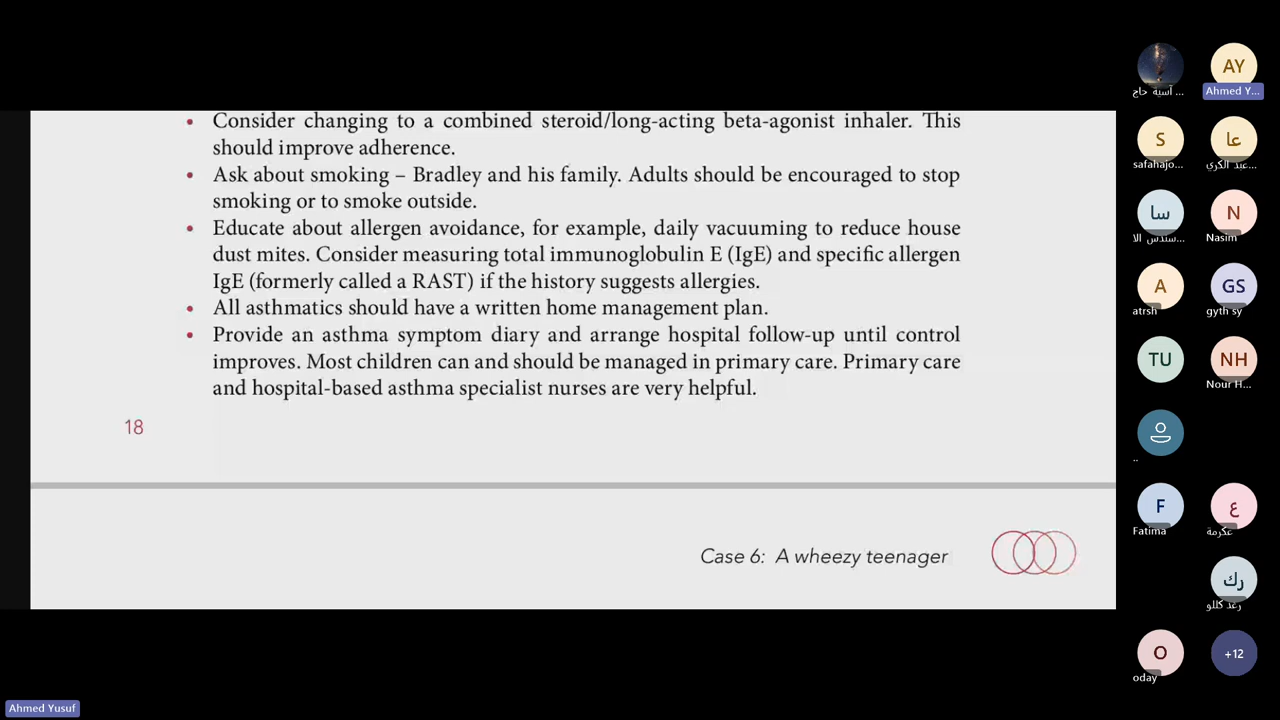 Consider changing to a combined steroid/long-acting beta-agonist inhaler. This
should improve adherence.
Ask about smoking – Bradley and his family. Adults should be encouraged to stop
smoking or to smoke outside.
Educate about allergen avoidance, for example, daily vacuuming to reduce house
dust mites. Consider measuring total immunoglobulin E (IgE) and specific allergen
IgE (formerly called a RAST) if the history suggests allergies.
All asthmatics should have a written home management plan.
Provide an asthma symptom diary and arrange hospital follow-up until control
improves. Most children can and should be managed in primary care. Primary care
and hospital-based asthma specialist nurses are very helpful.
18
Case 6: A wheezy teenager
آسية حاج ...
AY
Ahmed Y...
S
safahajo...
عا
عبد الكري...
سا
N
Nasim
A
atrsh
GS
gyth sy
TU
NH
Nour H...
..
F
Fatima
ع
عكرمة
رك
رغد كللو
O
oday
+12
Ahmed Yusuf